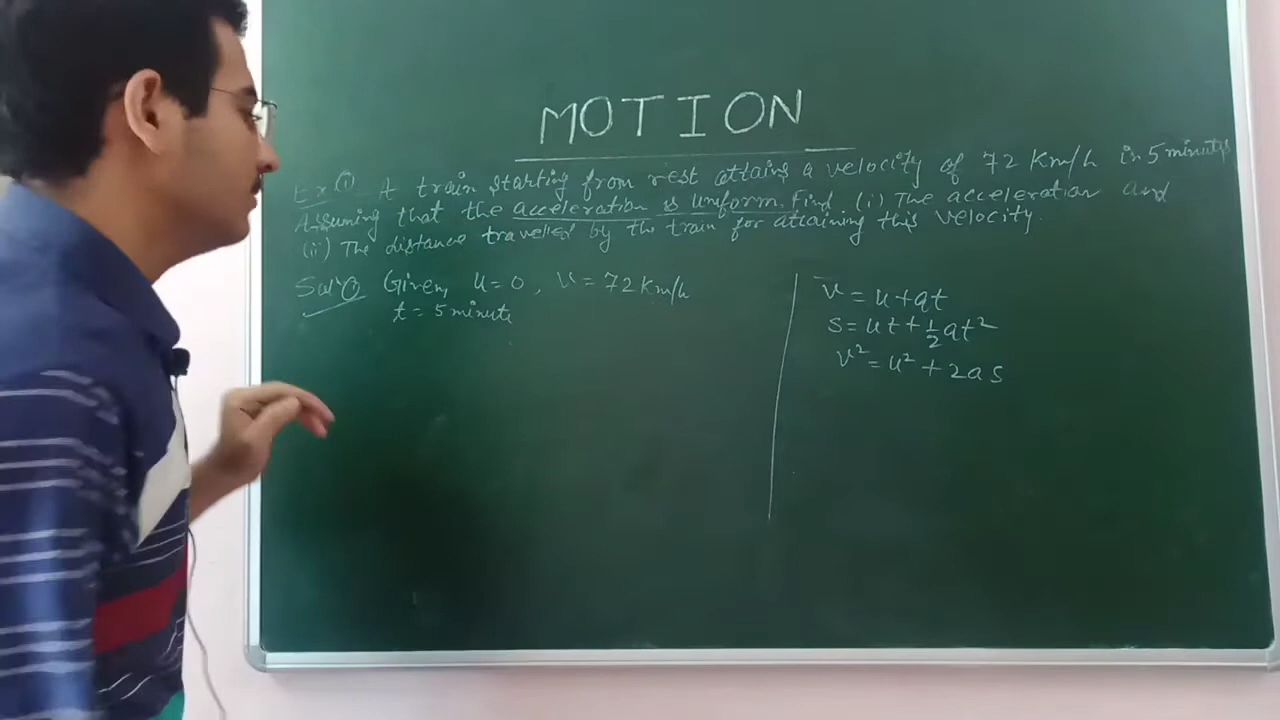 MOTION
Ex (1) A train starting from rest attains a velocity of 72 Km/h in 5 minutes
Assuming that the acceleration is uniform. Find (i) The acceleration and
(ii) The distance travelled by the train for attaining this velocity.
Given, u = 0, v = 72 Km/h
t = 5 minute
v = u + at
s = ut + 1/2 at²
v² = u² + 2as